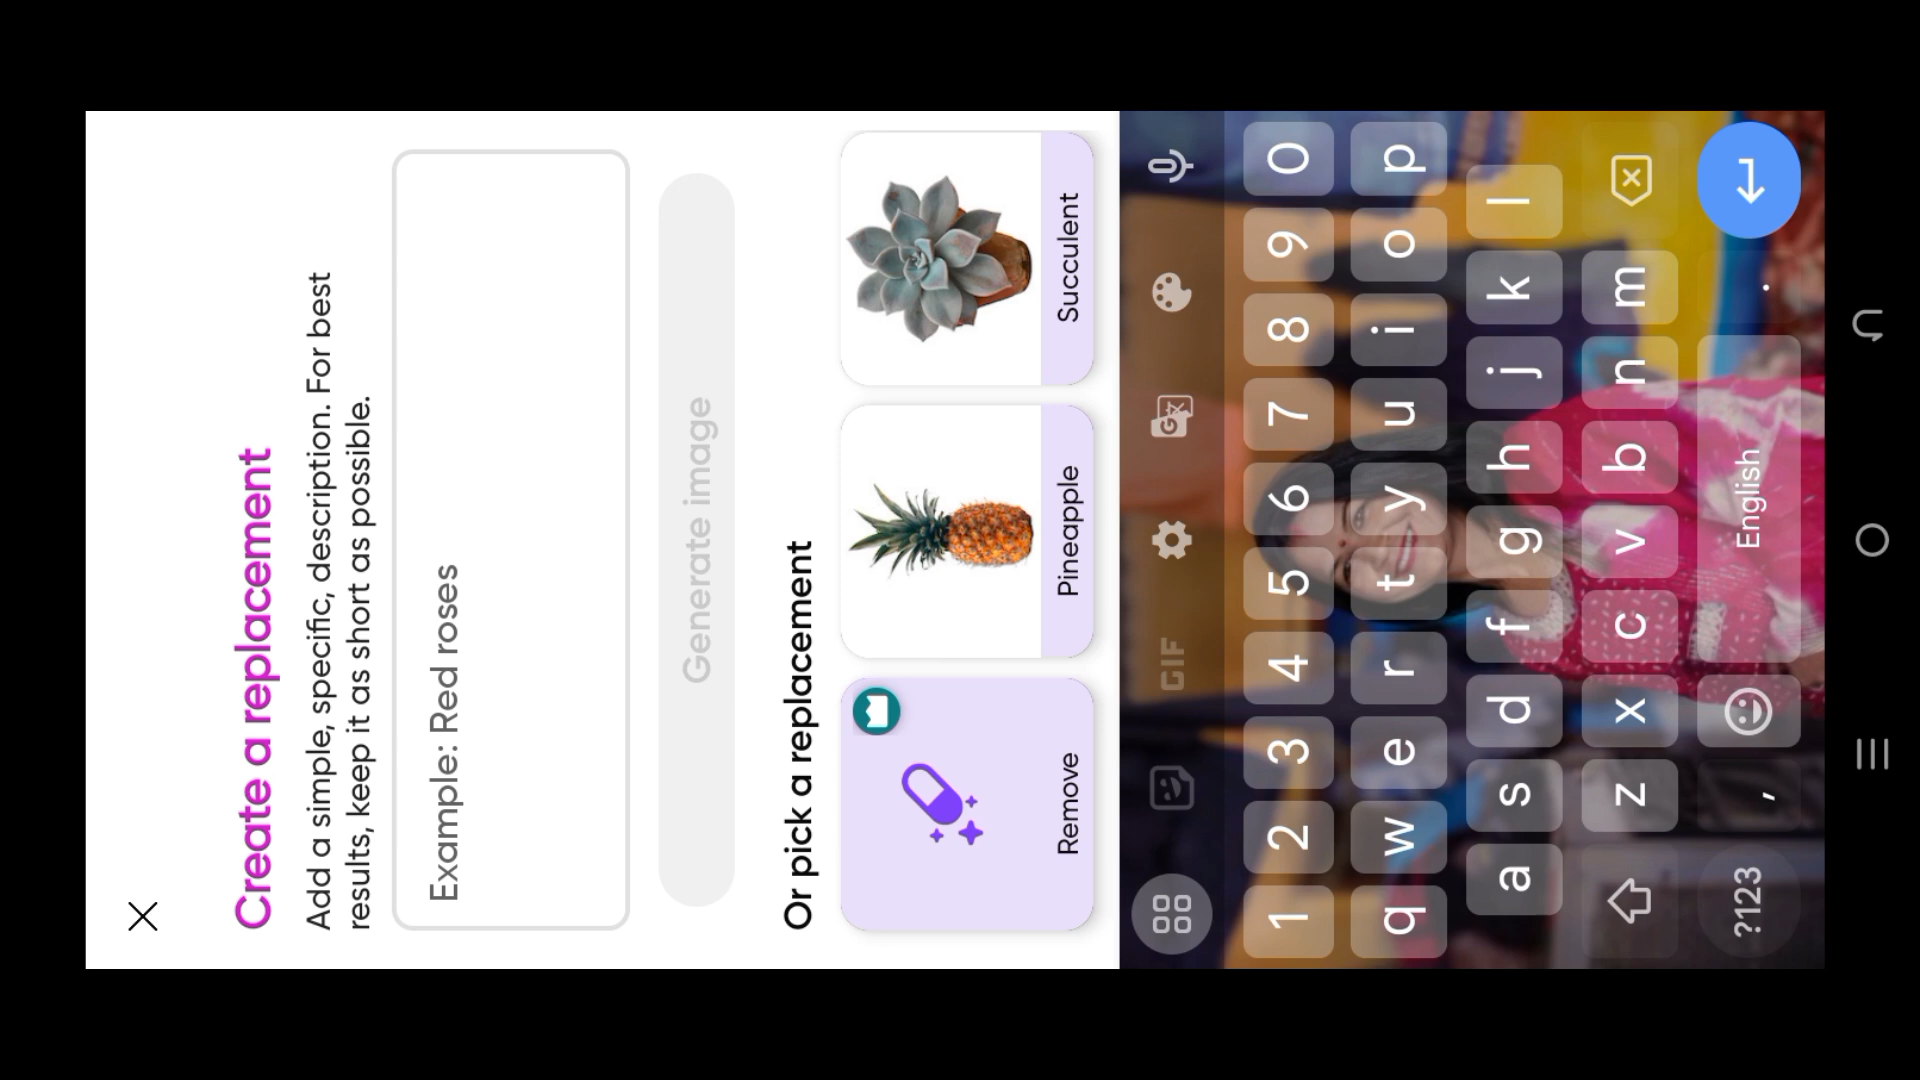 Create a replacement
Add a simple, specific, description. For best
results, keep it as short as possible.
Example: Red roses
Generate image
Or pick a replacement
Remove
Pineapple
Succulent
GIF
1 2 3 4 5 6 7 8 9 0
q w e r t y u i o p
a s d f g h j k l
z x c v b n m
?123 , English .